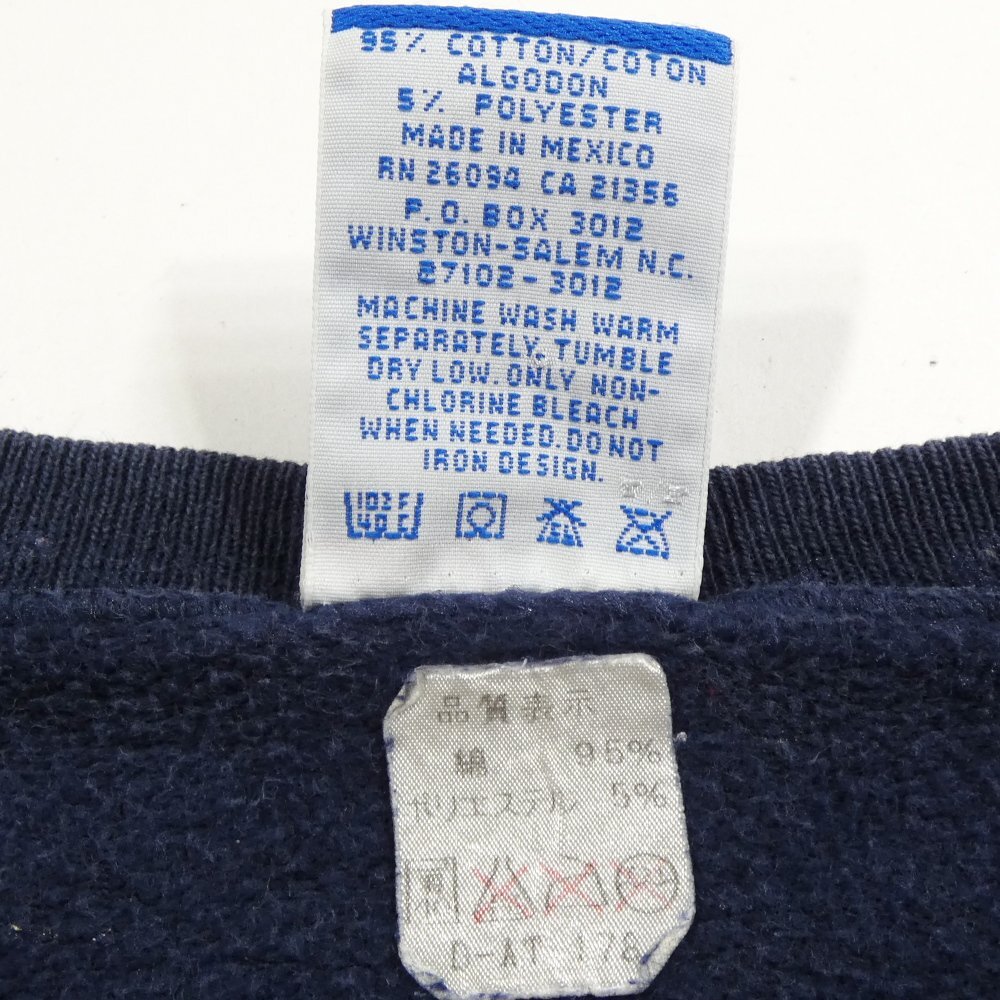 95% COTTON/COTON
ALGODON
5% POLYESTER
MADE IN MEXICO
RN 26094 CA 21356
P.O. BOX 3012
WINSTON-SALEM N.C.
27102-3012
MACHINE WASH WARM
SEPARATELY. TUMBLE
DRY LOW. ONLY NON-
CHLORINE BLEACH
WHEN NEEDED. DO NOT
IRON DESIGN.
品質表示
綿 95%
ポリエステル 5%
D-AT 178